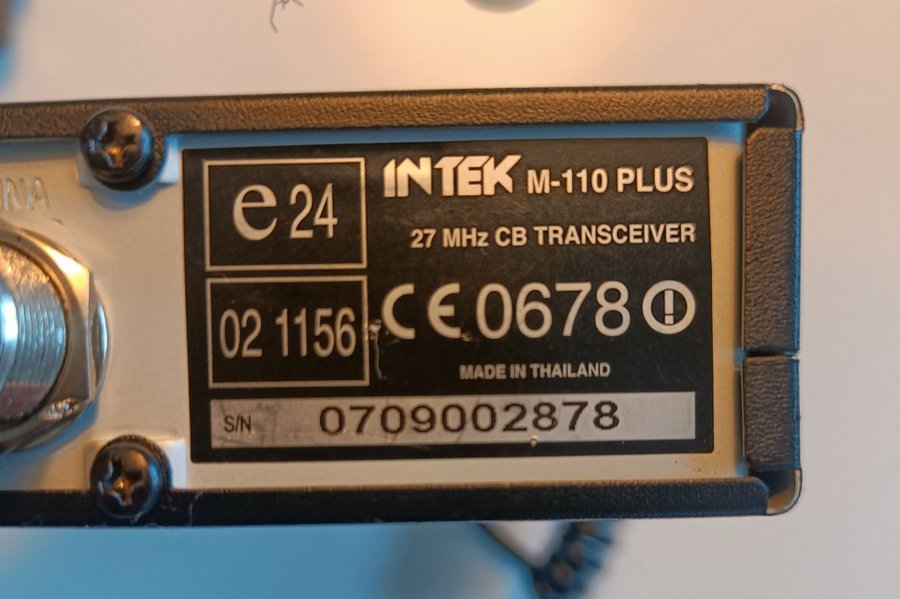 e 24
02 1156
INTEK M-110 PLUS
27 MHz CB TRANSCEIVER
CE 0678
MADE IN THAILAND
S/N 0709002878